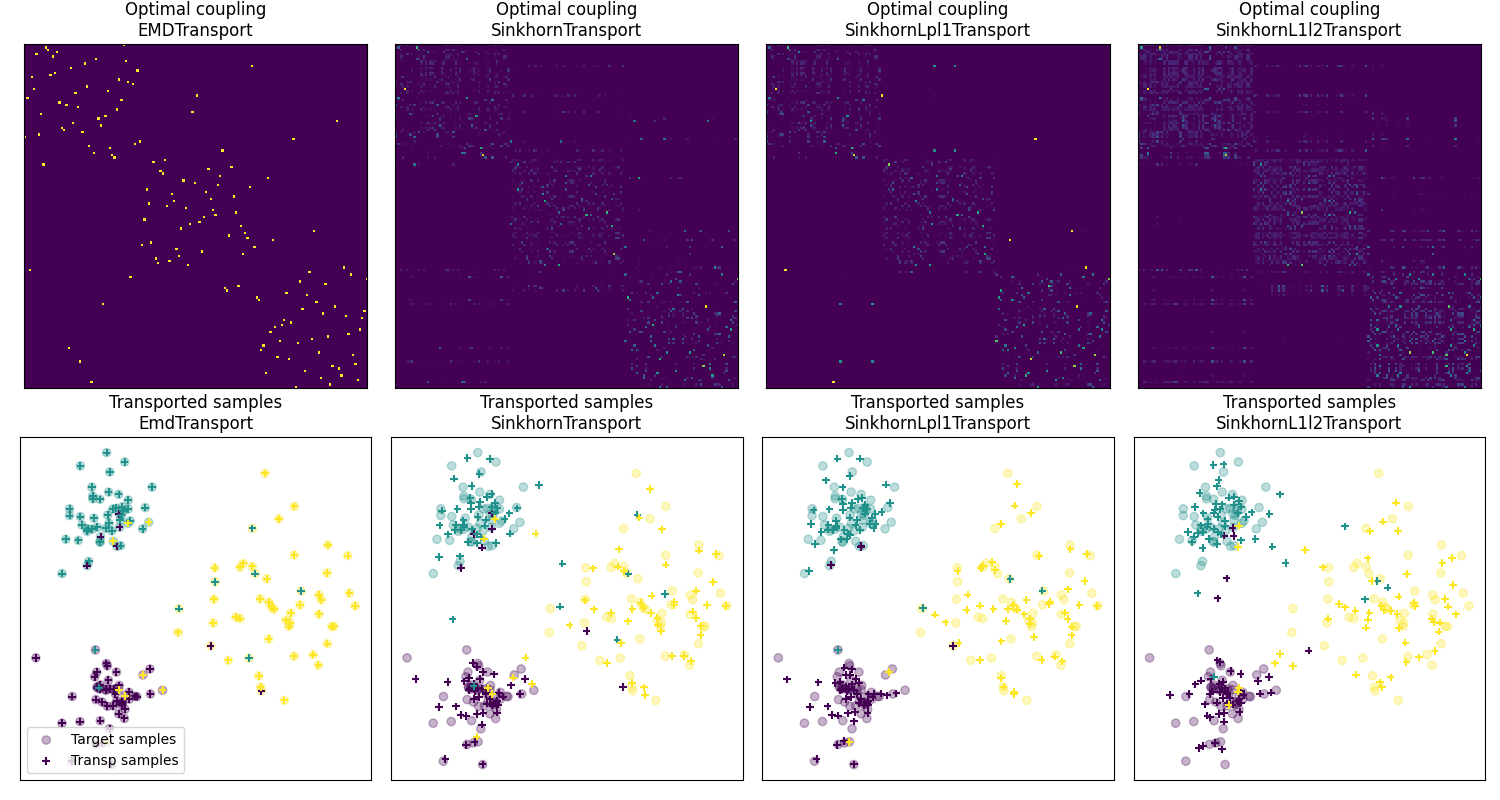 Optimal coupling
EMDTransport
Optimal coupling
SinkhornTransport
Optimal coupling
SinkhornLpl1Transport
Optimal coupling
SinkhornL1l2Transport
Transported samples
EmdTransport
Transported samples
SinkhornTransport
Transported samples
SinkhornLpl1Transport
Transported samples
SinkhornL1l2Transport
Target samples
Transp samples